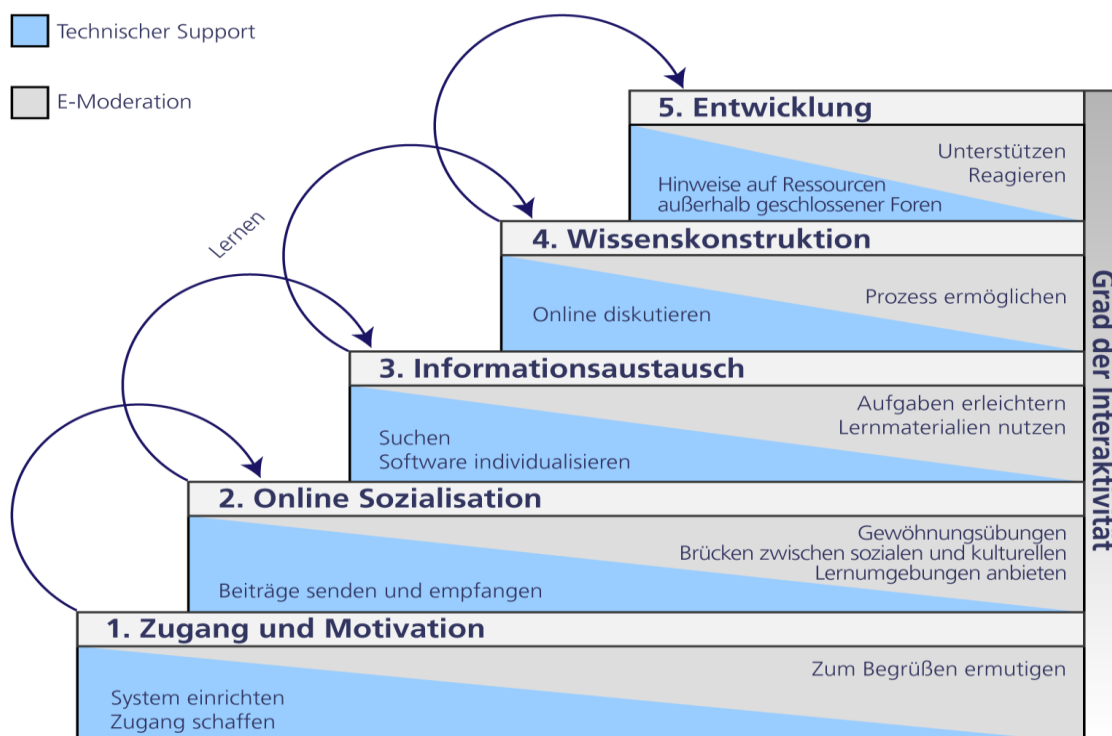 Technischer Support
E-Moderation
Lernen
5. Entwicklung
Unterstützen
Reagieren
Hinweise auf Ressourcen
außerhalb geschlossener Foren
4. Wissenskonstruktion
Prozess ermöglichen
Online diskutieren
3. Informationsaustausch
Aufgaben erleichtern
Lernmaterialien nutzen
Suchen
Software individualisieren
2. Online Sozialisation
Gewöhnungsübungen
Brücken zwischen sozialen und kulturellen
Lernumgebungen anbieten
Beiträge senden und empfangen
1. Zugang und Motivation
Zum Begrüßen ermutigen
System einrichten
Zugang schaffen
Grad der Interaktivität